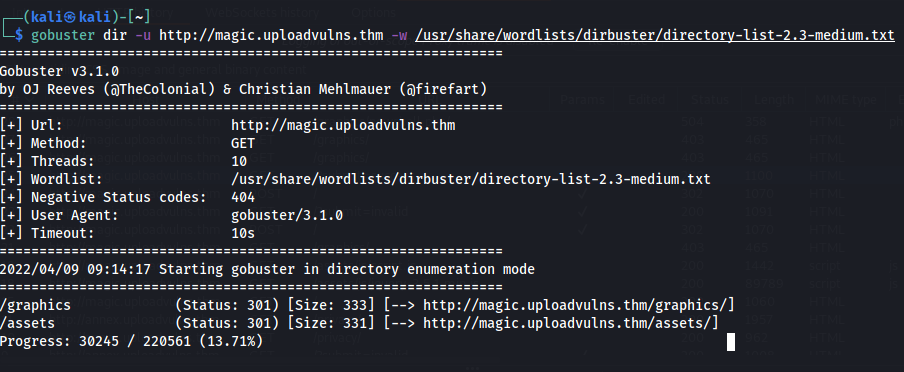 (kali㉿kali)-[~]
$ gobuster dir -u http://magic.uploadvulns.thm -w /usr/share/wordlists/dirbuster/directory-list-2.3-medium.txt
===============================================================
Gobuster v3.1.0
by OJ Reeves (@TheColonial) & Christian Mehlmauer (@firefart)
===============================================================
[+] Url:                     http://magic.uploadvulns.thm
[+] Method:                  GET
[+] Threads:                 10
[+] Wordlist:                /usr/share/wordlists/dirbuster/directory-list-2.3-medium.txt
[+] Negative Status codes:   404
[+] User Agent:              gobuster/3.1.0
[+] Timeout:                 10s
===============================================================
2022/04/09 09:14:17 Starting gobuster in directory enumeration mode
===============================================================
/graphics             (Status: 301) [Size: 333] [--> http://magic.uploadvulns.thm/graphics/]
/assets               (Status: 301) [Size: 331] [--> http://magic.uploadvulns.thm/assets/]
Progress: 30245 / 220561 (13.71%)